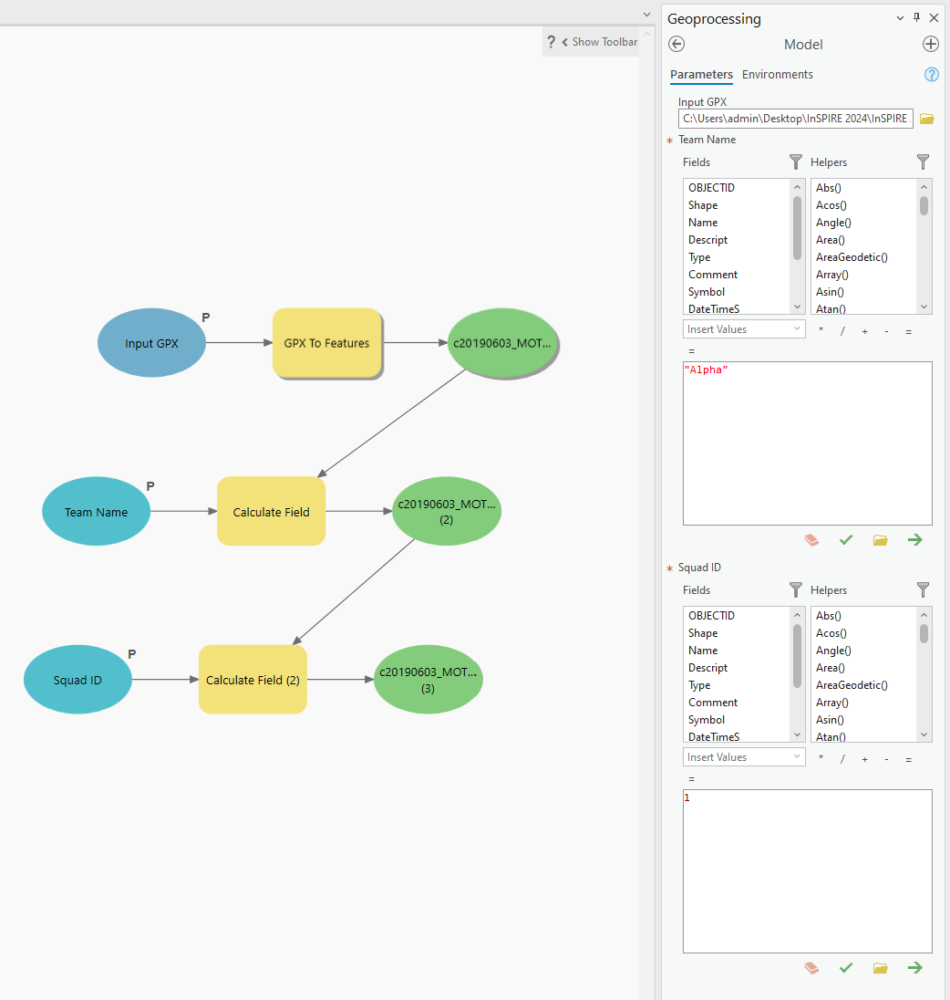 ? < Show Toolbar
Input GPX
P
GPX To Features
c20190603_MOT...
Team Name
P
Calculate Field
c20190603_MOT...
(2)
Squad ID
P
Calculate Field (2)
c20190603_MOT...
(3)
Geoprocessing
Model
Parameters Environments
?
Input GPX
C:\Users\admin\Desktop\InSPIRE 2024\InSPIRE
* Team Name
Fields Helpers
OBJECTID Abs()
Shape Acos()
Name Angle()
Descript Area()
Type AreaGeodetic()
Comment Array()
Symbol Asin()
DateTimeS Atan()
Insert Values * / + - =
=
"Alpha"
* Squad ID
Fields Helpers
OBJECTID Abs()
Shape Acos()
Name Angle()
Descript Area()
Type AreaGeodetic()
Comment Array()
Symbol Asin()
DateTimeS Atan()
Insert Values * / + - =
=
1